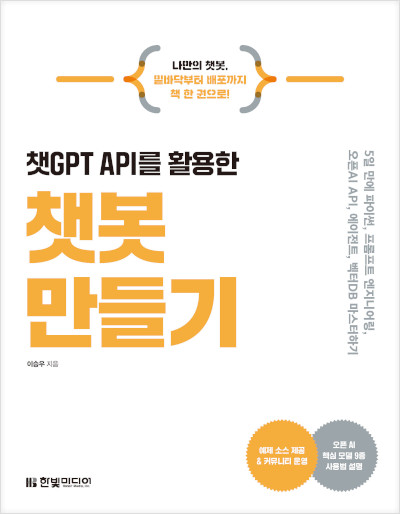 나만의 챗봇,
밑바닥부터 배포까지
책 한 권으로!
챗GPT API를 활용한
챗봇
만들기
이승우 지음
5일 만에 파이썬, 프롬프트 엔지니어링,
오픈AI API, 에이전트, 벡터DB 마스터하기
예제 소스 제공
& 커뮤니티 운영
오픈 AI
핵심 모델 9종
사용법 설명
한빛미디어
Hanbit Media, Inc.